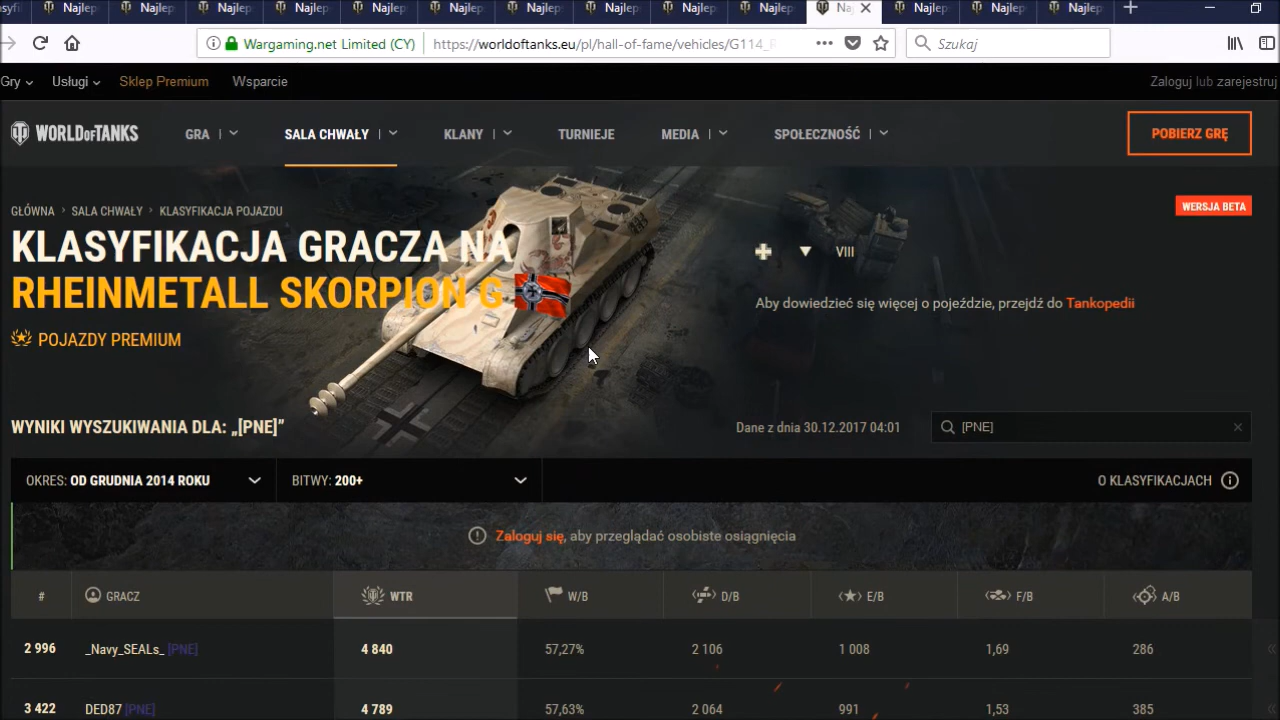 Najlep Najlep Najlep Najlep Najlep Najlep Najlep Najlep Najlep Najlep Na Najlep Najlep Najlep
Wargaming.net Limited (CY) https://worldoftanks.eu/pl/hall-of-fame/vehicles/G114_R Szukaj
Gry Usługi Sklep Premium Wsparcie Zaloguj lub zarejestruj
WORLD OF TANKS GRA SALA CHWAŁY KLANY TURNIEJE MEDIA SPOŁECZNOŚĆ POBIERZ GRĘ
GŁÓWNA > SALA CHWAŁY > KLASYFIKACJA POJAZDU WERSJA BETA
KLASYFIKACJA GRACZA NA
RHEINMETALL SKORPION G
VIII
Aby dowiedzieć się więcej o pojeździe, przejdź do Tankopedii
POJAZDY PREMIUM
WYNIKI WYSZUKIWANIA DLA: „[PNE]” Dane z dnia 30.12.2017 04:01 [PNE]
OKRES: OD GRUDNIA 2014 ROKU BITWY: 200+ O KLASYFIKACJACH
Zaloguj się, aby przeglądać osobiste osiągnięcia
# GRACZ WTR W/B D/B E/B F/B A/B
2 996 _Navy_SEALs_ [PNE] 4 840 57,27% 2 106 1 008 1,69 286
3 422 DED87 [PNE] 4 789 57,63% 2 064 991 1,53 385